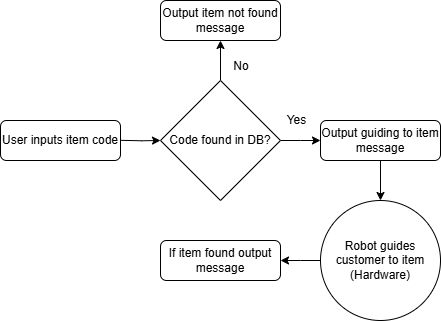 Output item not found
message
No
Yes
User inputs item code
Code found in DB?
Output guiding to item
message
Robot guides
customer to item
(Hardware)
If item found output
message